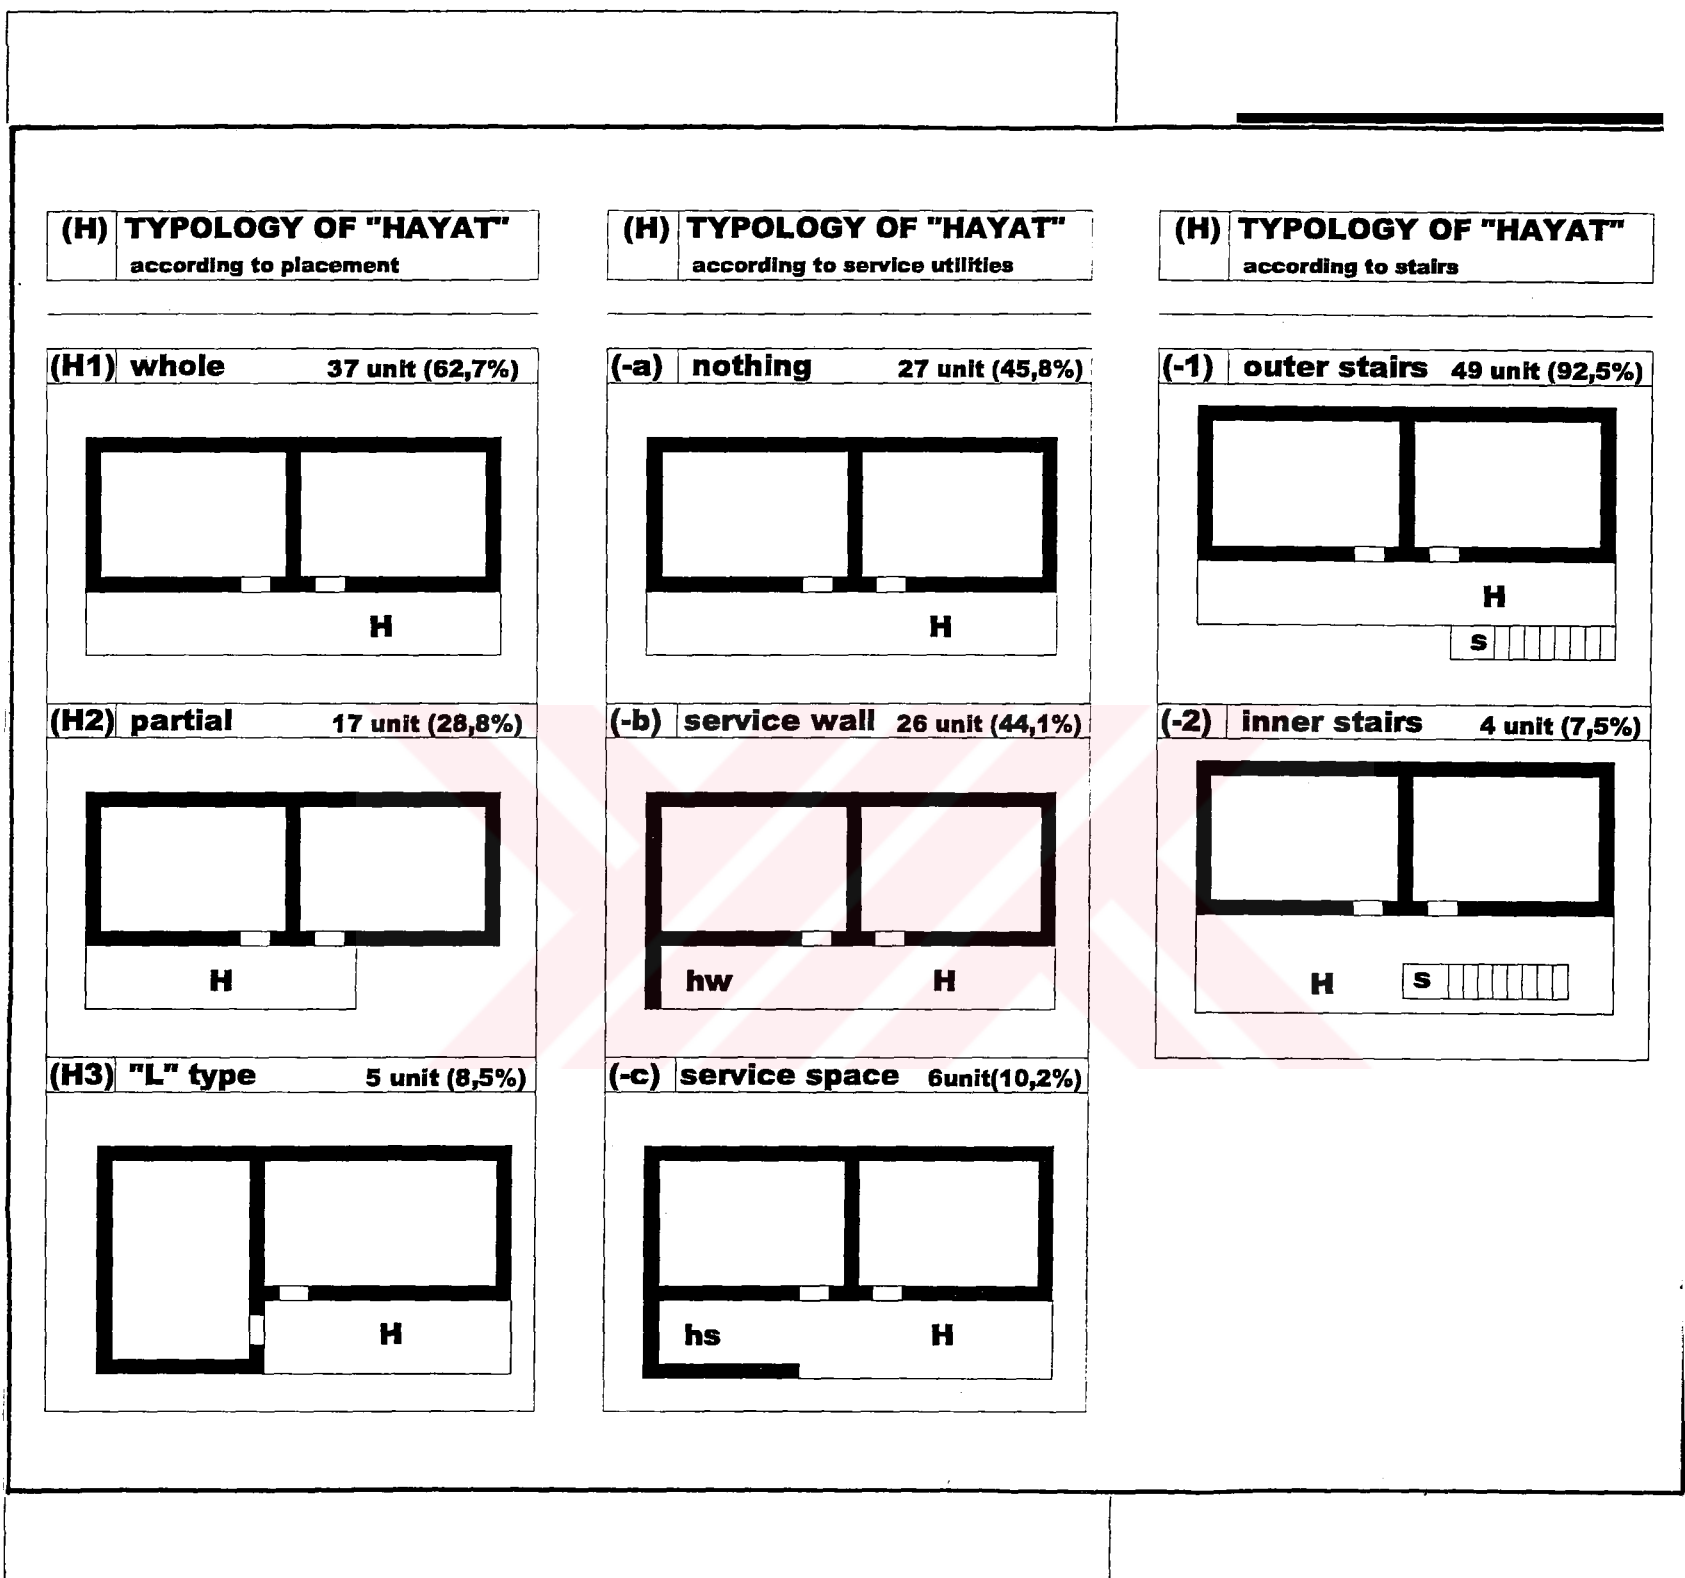 (H) TYPOLOGY OF "HAYAT"
according to placement
(H1) whole 37 unit (62,7%)
H
(H2) partial 17 unit (28,8%)
H
(H3) "L" type 5 unit (8,5%)
H
(H) TYPOLOGY OF "HAYAT"
according to service utilities
(-a) nothing 27 unit (45,8%)
H
(-b) service wall 26 unit (44,1%)
hw H
(-c) service space 6unit(10,2%)
hs H
(H) TYPOLOGY OF "HAYAT"
according to stairs
(-1) outer stairs 49 unit (92,5%)
H
s
(-2) inner stairs 4 unit (7,5%)
H s